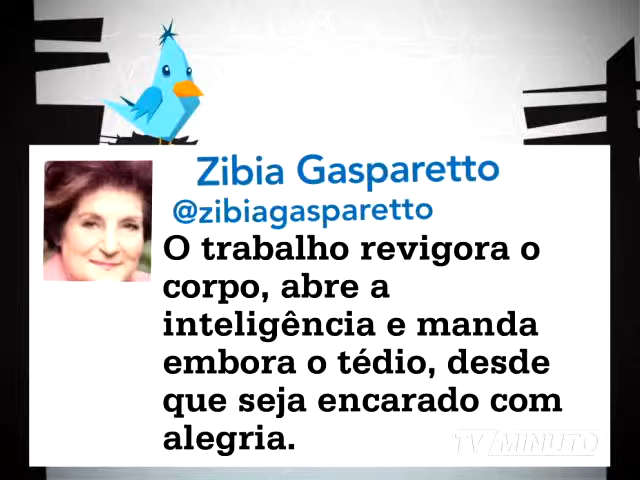 Zibia Gasparetto
@zibiagasparetto
O trabalho revigora o
corpo, abre a
inteligência e manda
embora o tédio, desde
que seja encarado com
alegria.
TV MINUTO